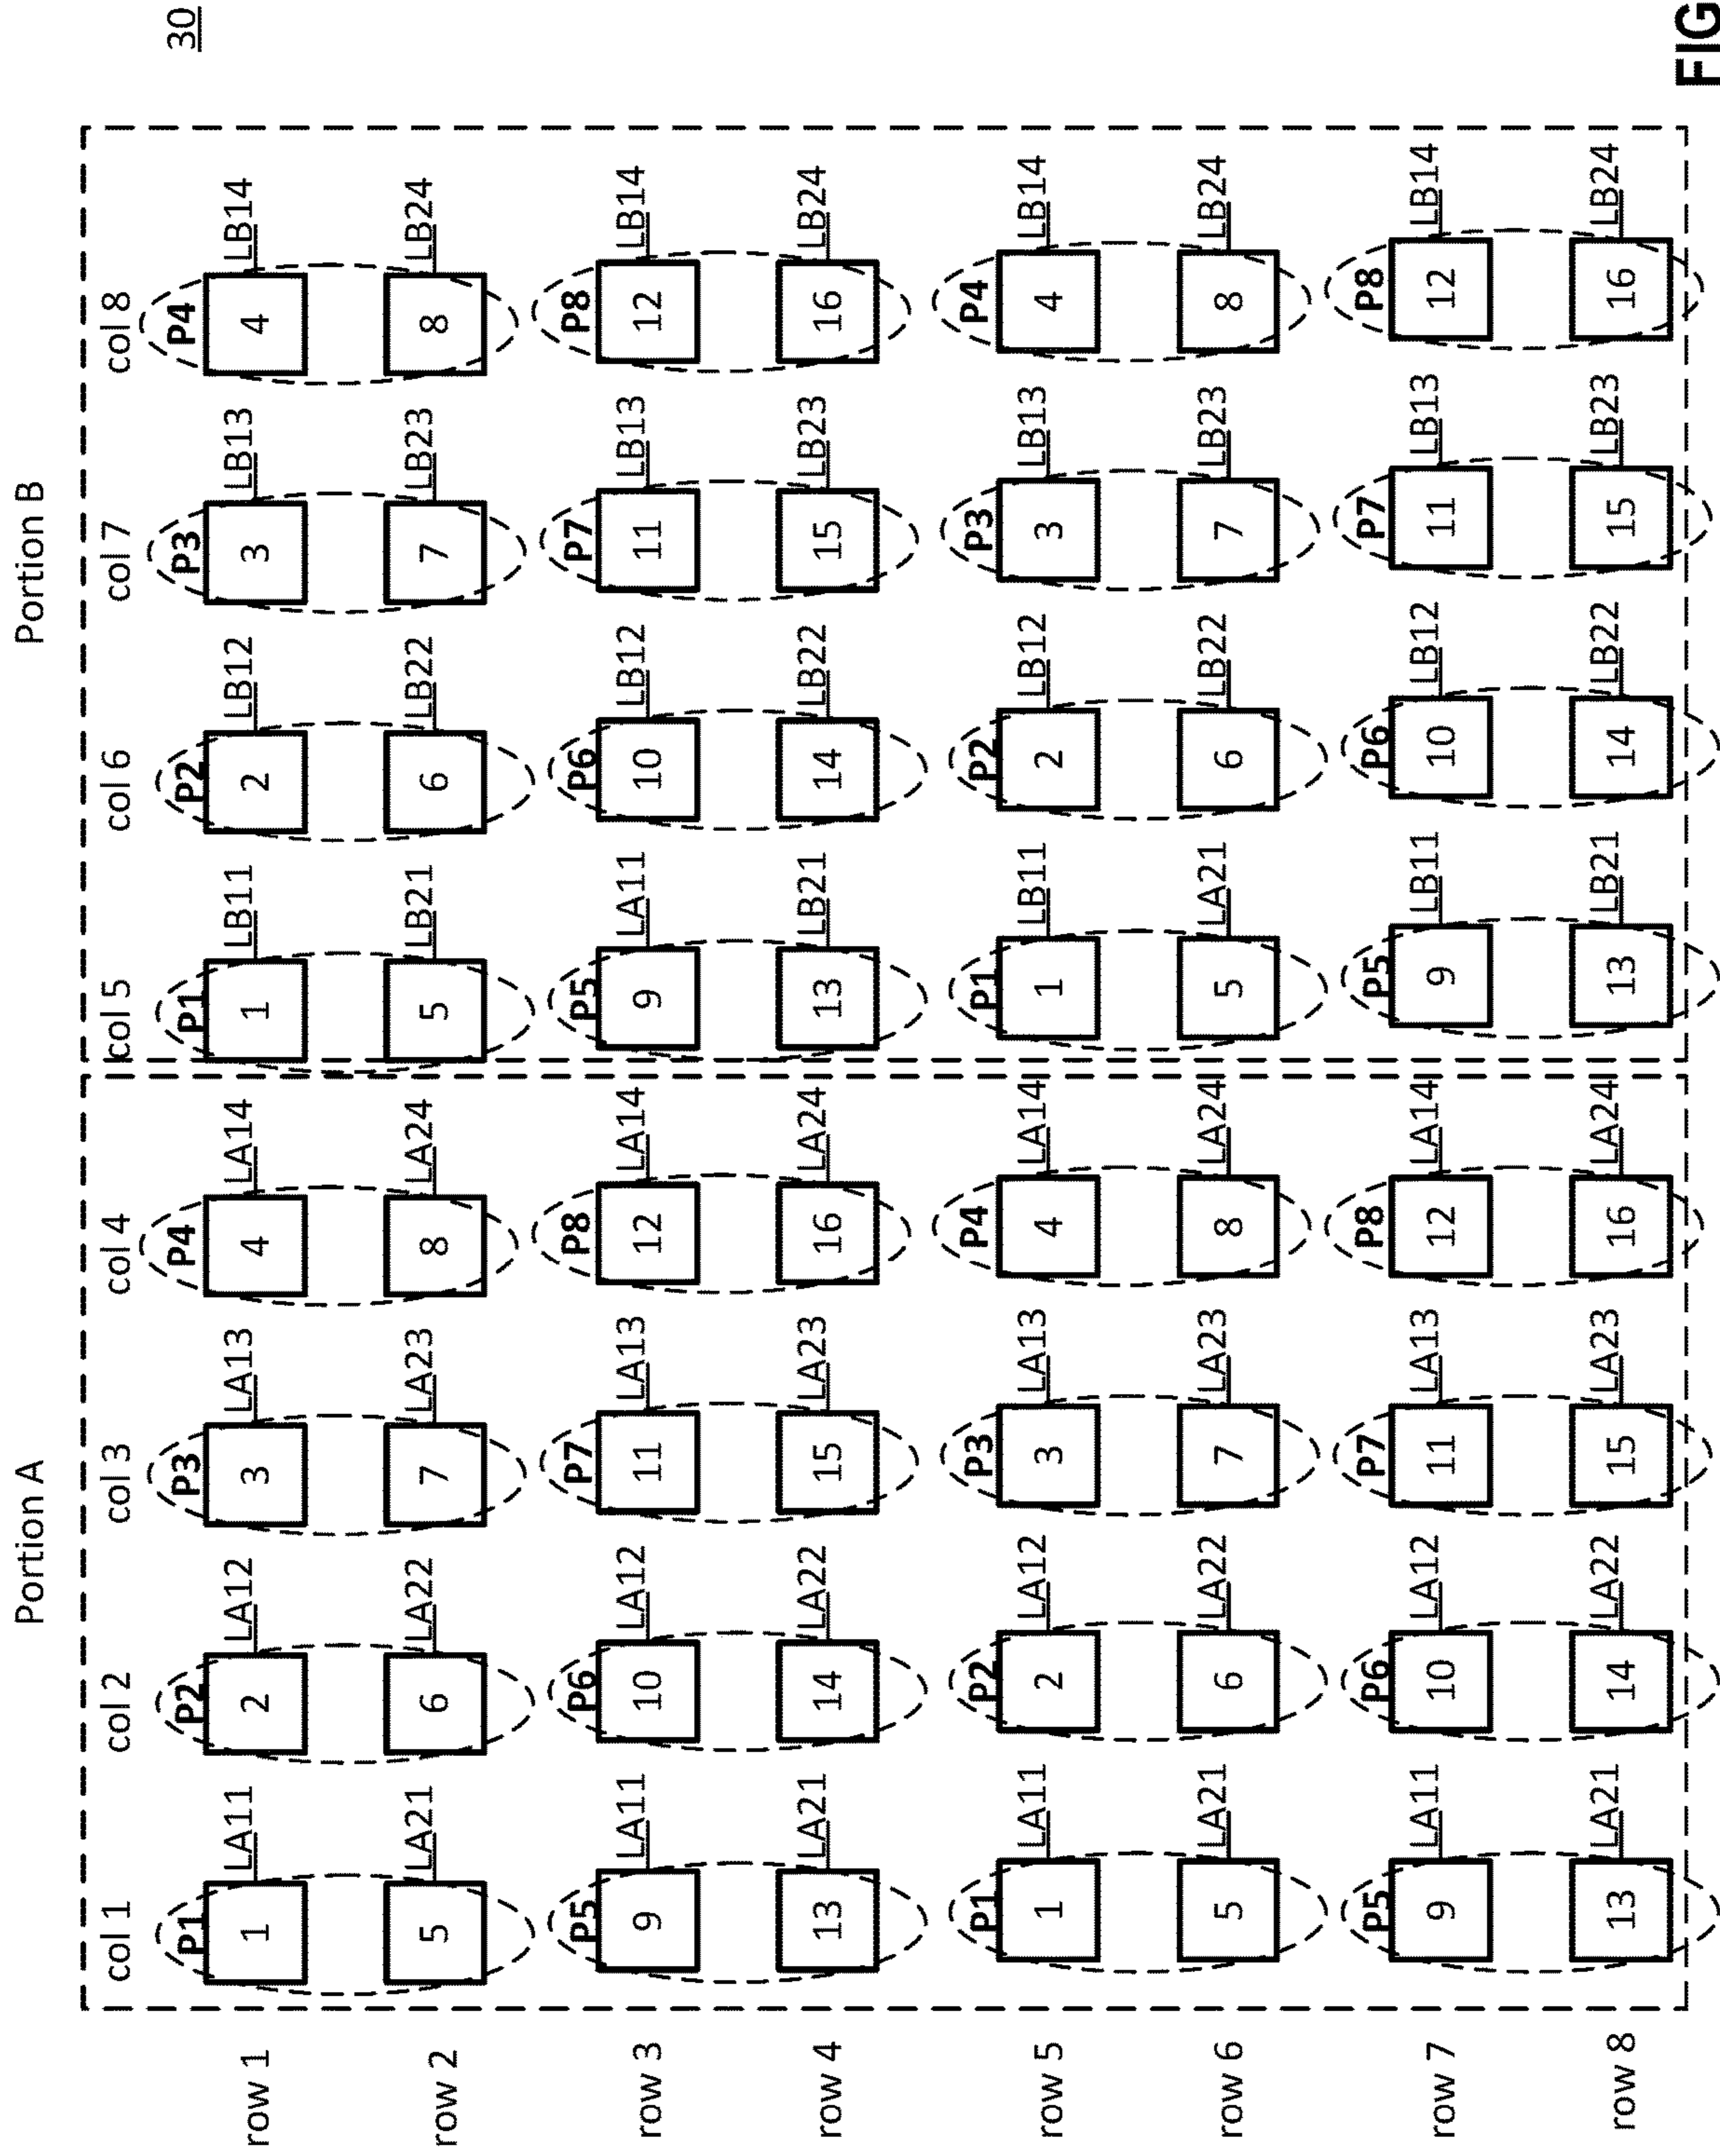 30
Portion A Portion B
col 1 col 2 col 3 col 4 col 5 col 6 col 7 col 8
P1 P2 P3 P4 P1 P2 P3 P4
row 1 1 LA11 2 LA12 3 LA13 4 LA14 1 LB11 2 LB12 3 LB13 4 LB14
row 2 5 LA21 6 LA22 7 LA23 8 LA24 5 LB21 6 LB22 7 LB23 8 LB24
P5 P6 P7 P8 P5 P6 P7 P8
row 3 9 LA11 10 LA12 11 LA13 12 LA14 9 LA11 10 LB12 11 LB13 12 LB14
row 4 13 LA21 14 LA22 15 LA23 16 LA24 13 LB21 14 LB22 15 LB23 16 LB24
P1 P2 P3 P4 P1 P2 P3 P4
row 5 1 LA11 2 LA12 3 LA13 4 LA14 1 LB11 2 LB12 3 LB13 4 LB14
row 6 5 LA21 6 LA22 7 LA23 8 LA24 5 LA21 6 LB22 7 LB23 8 LB24
P5 P6 P7 P8 P5 P6 P7 P8
row 7 9 LA11 10 LA12 11 LA13 12 LA14 9 LB11 10 LB12 11 LB13 12 LB14
row 8 13 LA21 14 LA22 15 LA23 16 LA24 13 LB21 14 LB22 15 LB23 16 LB24
FIG